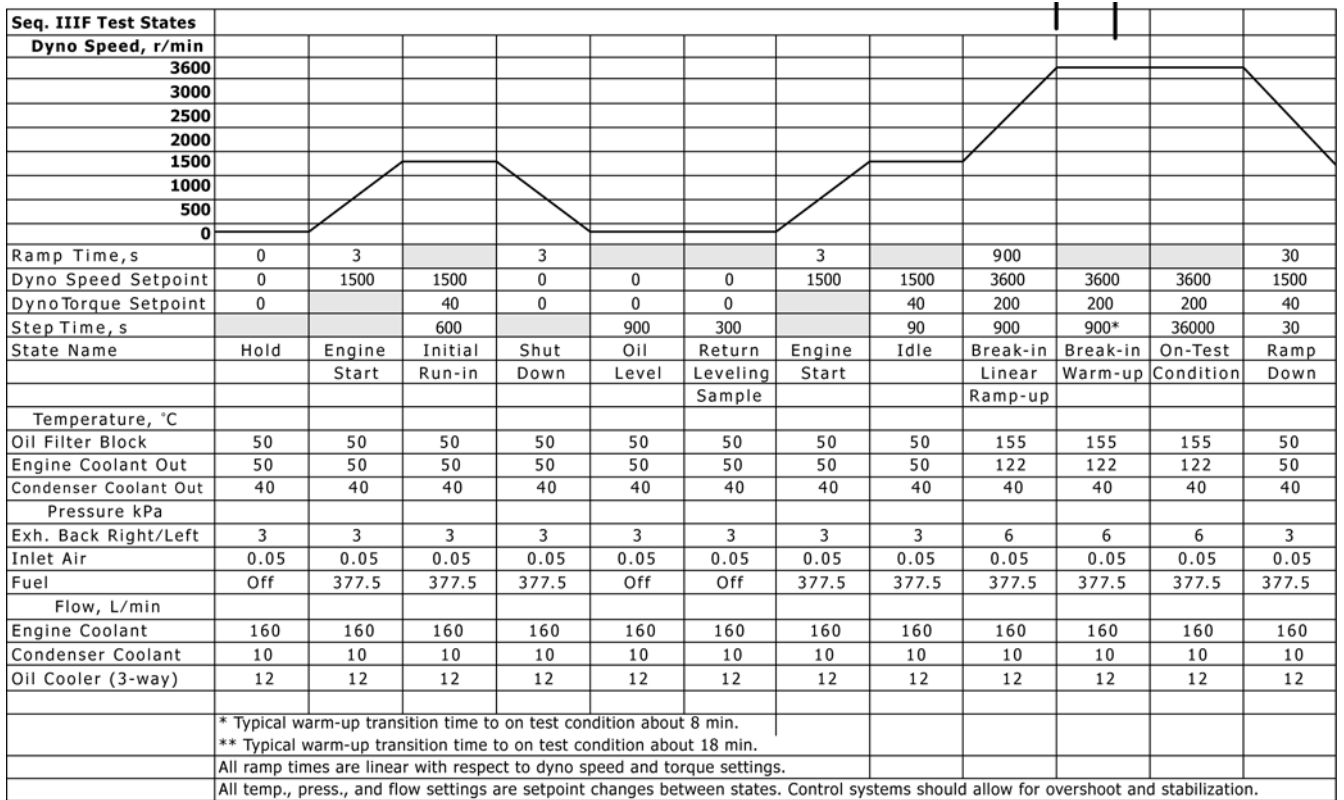 Seq. IIIF Test States
Dyno Speed, r/min
3600
3000
2500
2000
1500
1000
500
0
Ramp Time,s 0 3 3 3 900 30
Dyno Speed Setpoint 0 1500 1500 0 0 0 1500 1500 3600 3600 3600 1500
Dyno Torque Setpoint 0 40 0 0 0 40 200 200 200 40
Step Time, s 600 900 300 90 900 900* 36000 30
State Name Hold Engine Initial Shut Oil Return Engine Idle Break-in Break-in On-Test Ramp
Start Run-in Down Level Leveling Start Linear Warm-up Condition Down
Sample Ramp-up
Temperature, °C
Oil Filter Block 50 50 50 50 50 50 50 50 155 155 155 50
Engine Coolant Out 50 50 50 50 50 50 50 50 122 122 122 50
Condenser Coolant Out 40 40 40 40 40 40 40 40 40 40 40 40
Pressure kPa
Exh. Back Right/Left 3 3 3 3 3 3 3 3 6 6 6 3
Inlet Air 0.05 0.05 0.05 0.05 0.05 0.05 0.05 0.05 0.05 0.05 0.05 0.05
Fuel Off 377.5 377.5 377.5 Off Off 377.5 377.5 377.5 377.5 377.5 377.5
Flow, L/min
Engine Coolant 160 160 160 160 160 160 160 160 160 160 160 160
Condenser Coolant 10 10 10 10 10 10 10 10 10 10 10 10
Oil Cooler (3-way) 12 12 12 12 12 12 12 12 12 12 12 12
* Typical warm-up transition time to on test condition about 8 min.
** Typical warm-up transition time to on test condition about 18 min.
All ramp times are linear with respect to dyno speed and torque settings.
All temp., press., and flow settings are setpoint changes between states. Control systems should allow for overshoot and stabilization.